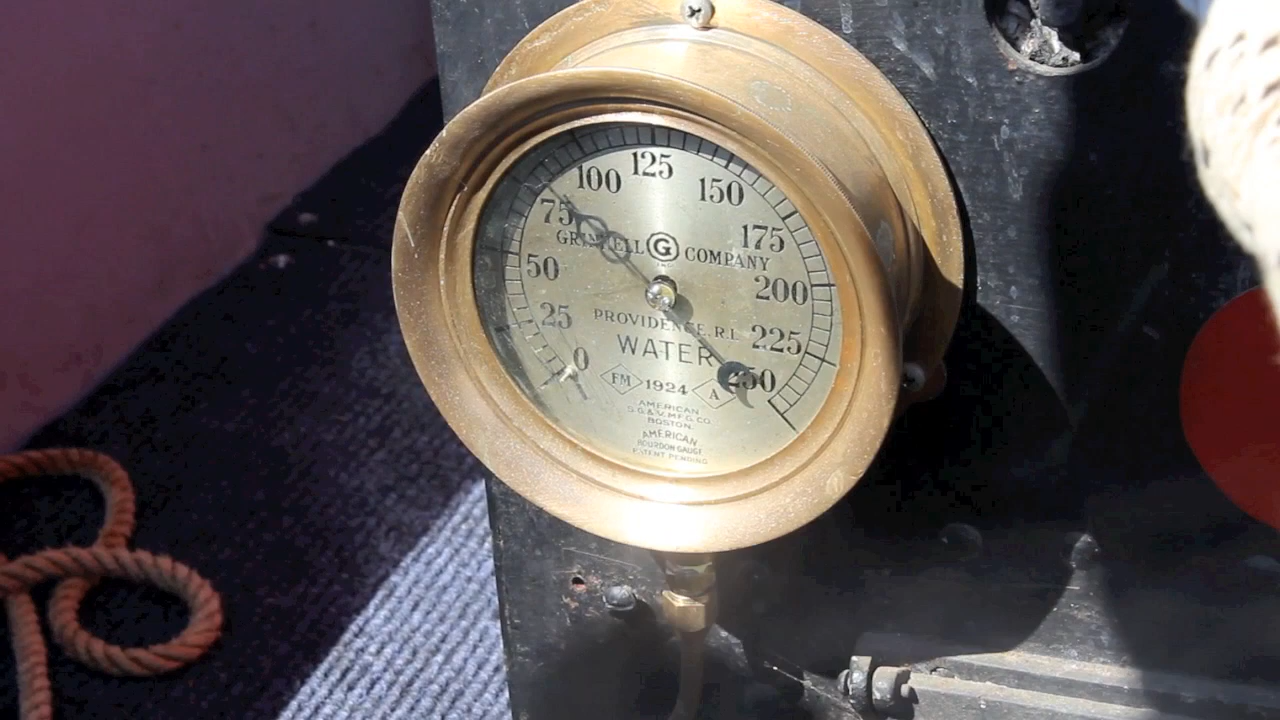 125
100 150
75 175
GRINNELL G COMPANY
INC
50 200
25 225
PROVIDENCE, R.I.
WATER
0 250
FM 1924 A
AMERICAN
S.G.& V. MFG. CO.
BOSTON.
AMERICAN
BOURDON GAUGE
PATENT PENDING